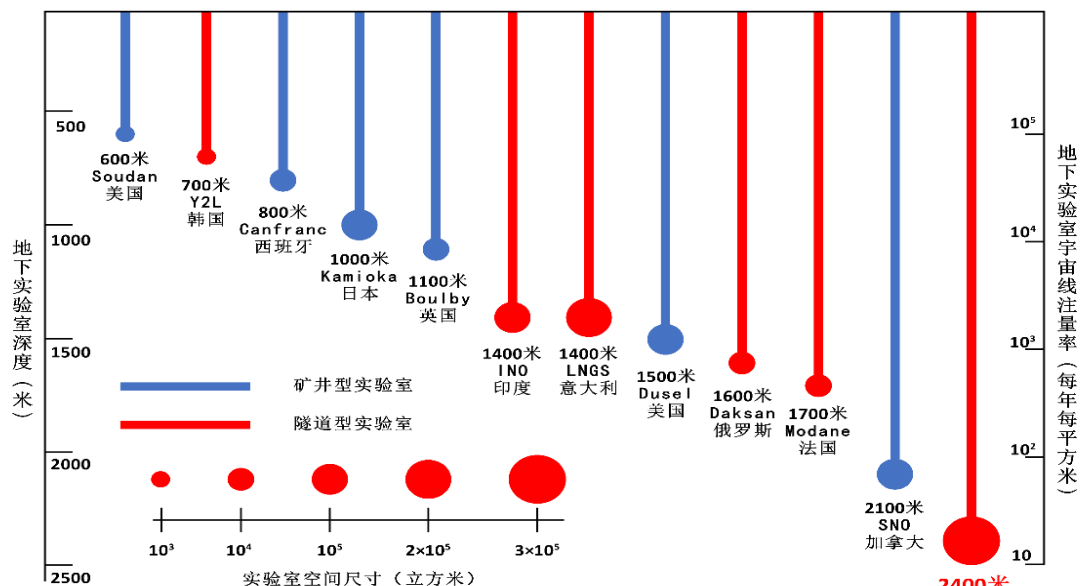 500
1000
1500
2000
2500
地下实验室深度（米）
600米
Soudan
美国
700米
Y2L
韩国
800米
Canfranc
西班牙
1000米
Kamioka
日本
1100米
Boulby
英国
1400米
INO
印度
1400米
LNGS
意大利
1500米
Dusel
美国
1600米
Daksan
俄罗斯
1700米
Modane
法国
2100米
SNO
加拿大
2400米
10⁵
10⁴
10³
10²
10
地下实验室宇宙线注量率（每年每平方米）
矿井型实验室
隧道型实验室
10³
10⁴
10⁵
2×10⁵
3×10⁵
实验室空间尺寸（立方米）